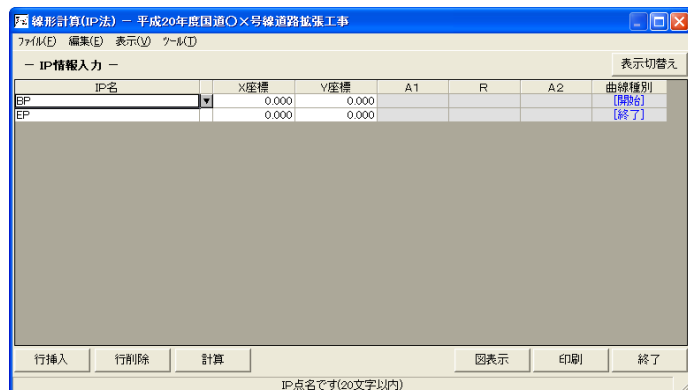 線形計算(IP法) － 平成20年度国道〇×号線道路拡張工事
ファイル(F) 編集(E) 表示(V) ツール(T)
－ IP情報入力 － 表示切替え
IP名 X座標 Y座標 A1 R A2 曲線種別
BP 0.000 0.000 [開始]
EP 0.000 0.000 [終了]
行挿入 行削除 計算 図表示 印刷 終了
IP点名です(20文字以内)